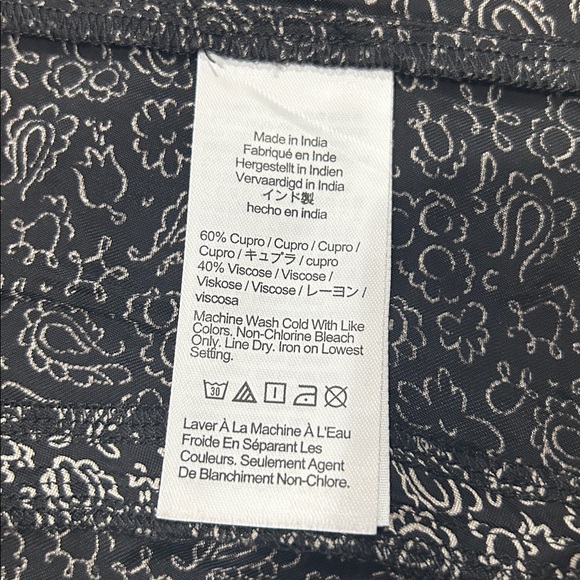 Made in India
Fabriqué en Inde
Hergestellt in Indien
Vervaardigd in India
インド製
hecho en india
60% Cupro / Cupro / Cupro /
Cupro / キュプラ / cupro
40% Viscose / Viscose /
Viskose / Viscose / レーヨン /
viscosa
Machine Wash Cold With Like
Colors. Non-Chlorine Bleach
Only. Line Dry. Iron on Lowest
Setting.
30
Laver À La Machine À L'Eau
Froide En Séparant Les
Couleurs. Seulement Agent
De Blanchiment Non-Chlore.